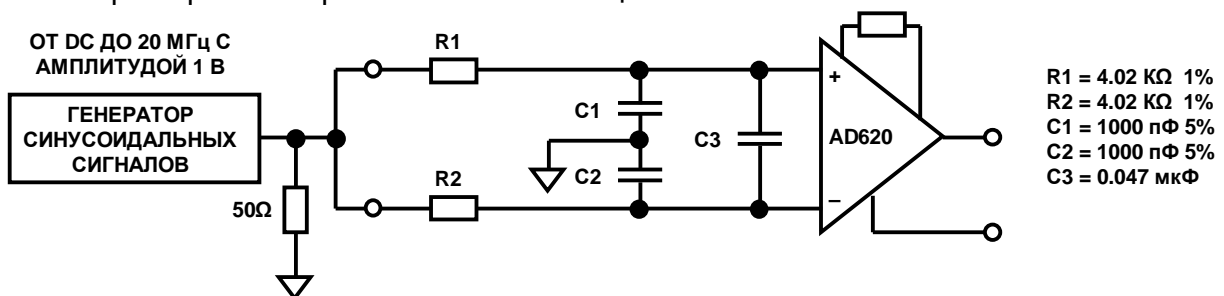 ОТ DC ДО 20 МГц С
АМПЛИТУДОЙ 1 В
ГЕНЕРАТОР
СИНУСОИДАЛЬНЫХ
СИГНАЛОВ
50Ω
R1
R2
C1
C2
C3
+
AD620
–
R1 = 4.02 KΩ 1%
R2 = 4.02 KΩ 1%
C1 = 1000 пФ 5%
C2 = 1000 пФ 5%
C3 = 0.047 мкФ